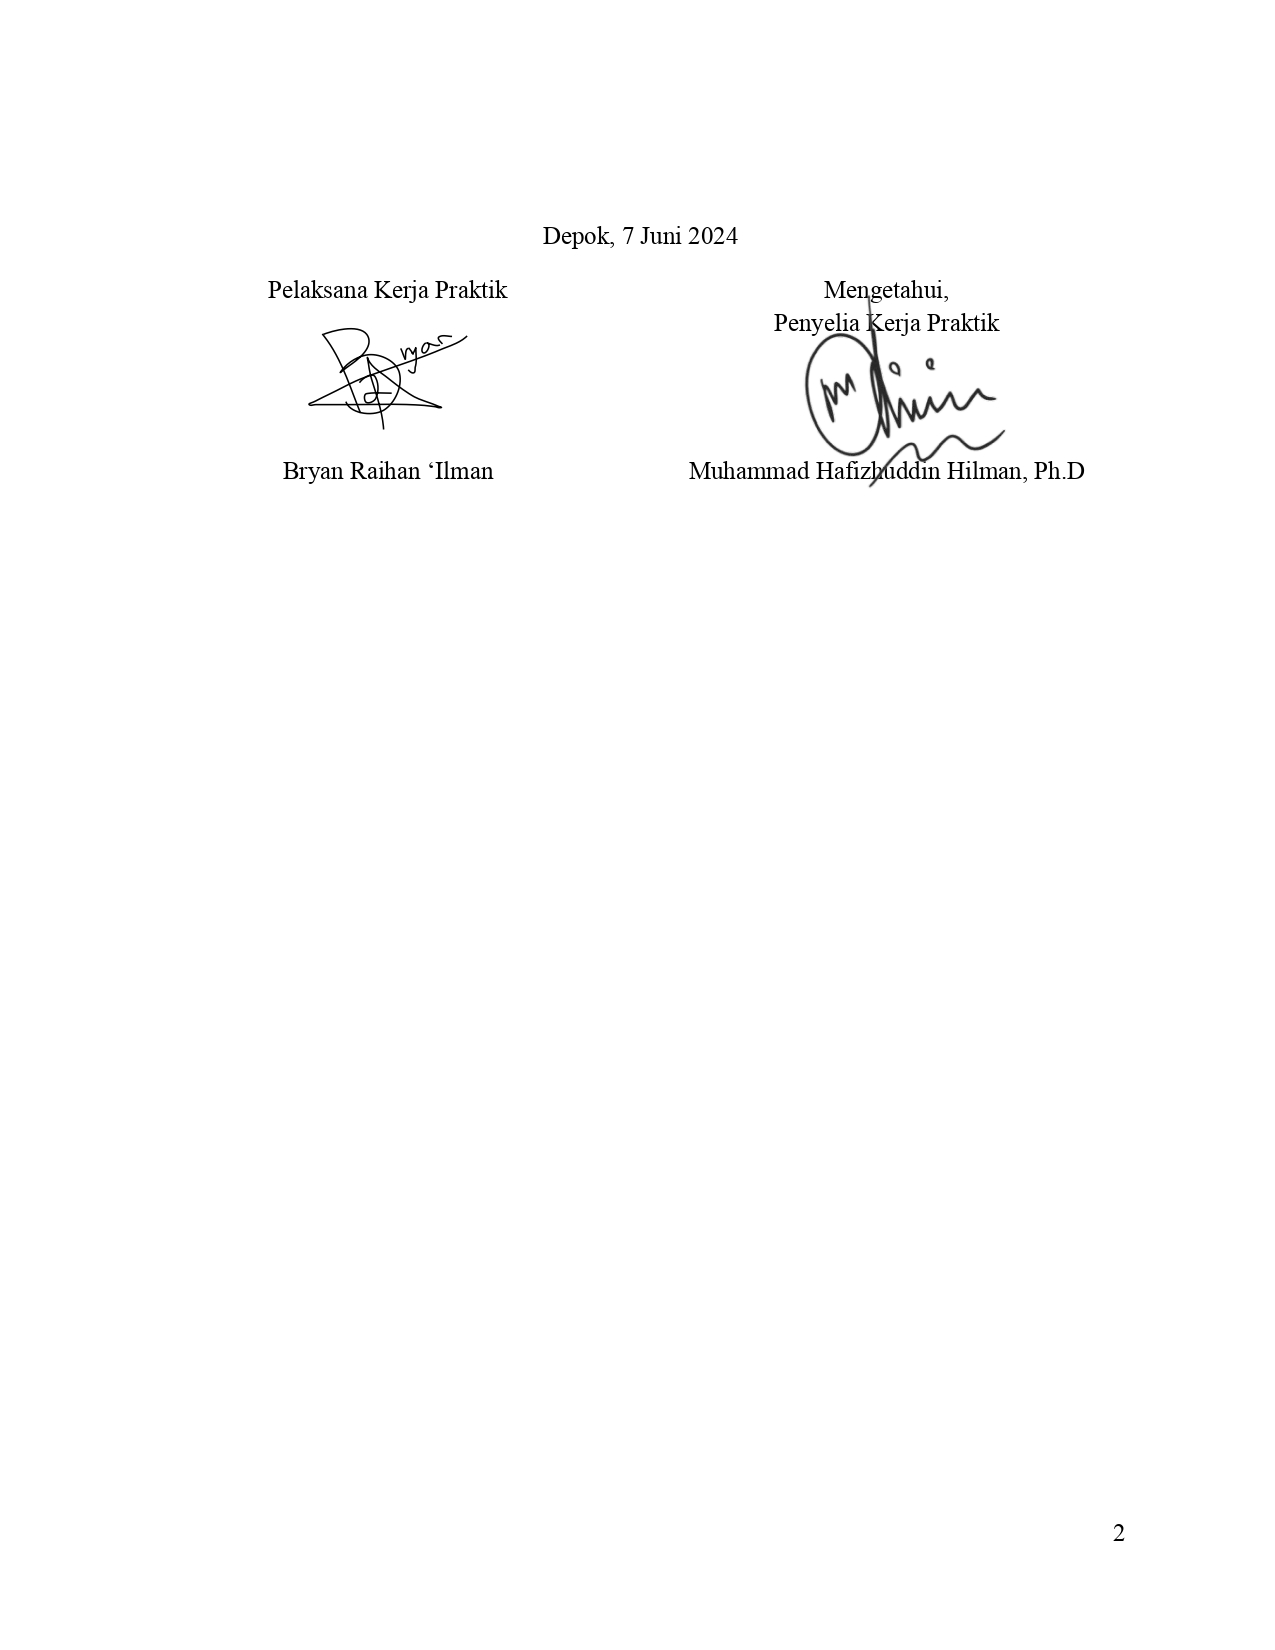 Depok, 7 Juni 2024
Pelaksana Kerja Praktik
Bryan
Bryan Raihan ‘Ilman
Mengetahui,
Penyelia Kerja Praktik
Muhammad Hafizhuddin Hilman, Ph.D
2